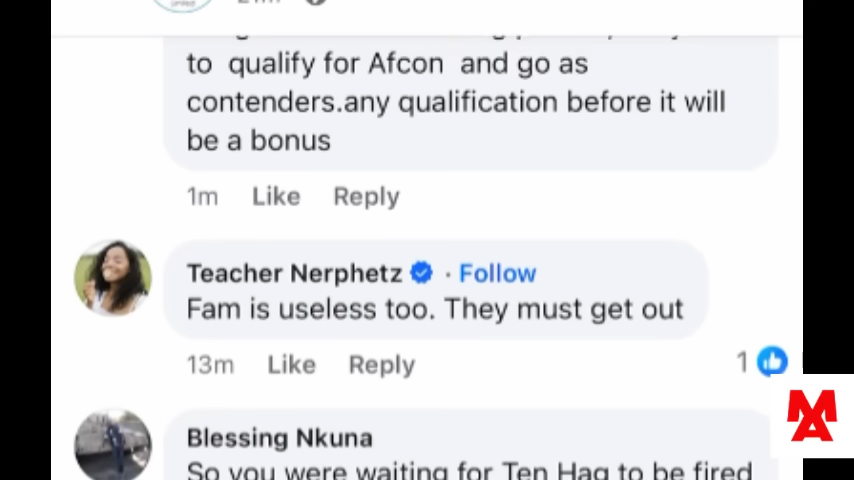 to qualify for Afcon and go as
contenders.any qualification before it will
be a bonus
1m Like Reply
Teacher Nerphetz · Follow
Fam is useless too. They must get out
13m Like Reply
1
Blessing Nkuna
So you were waiting for Ten Hag to be fired
MA